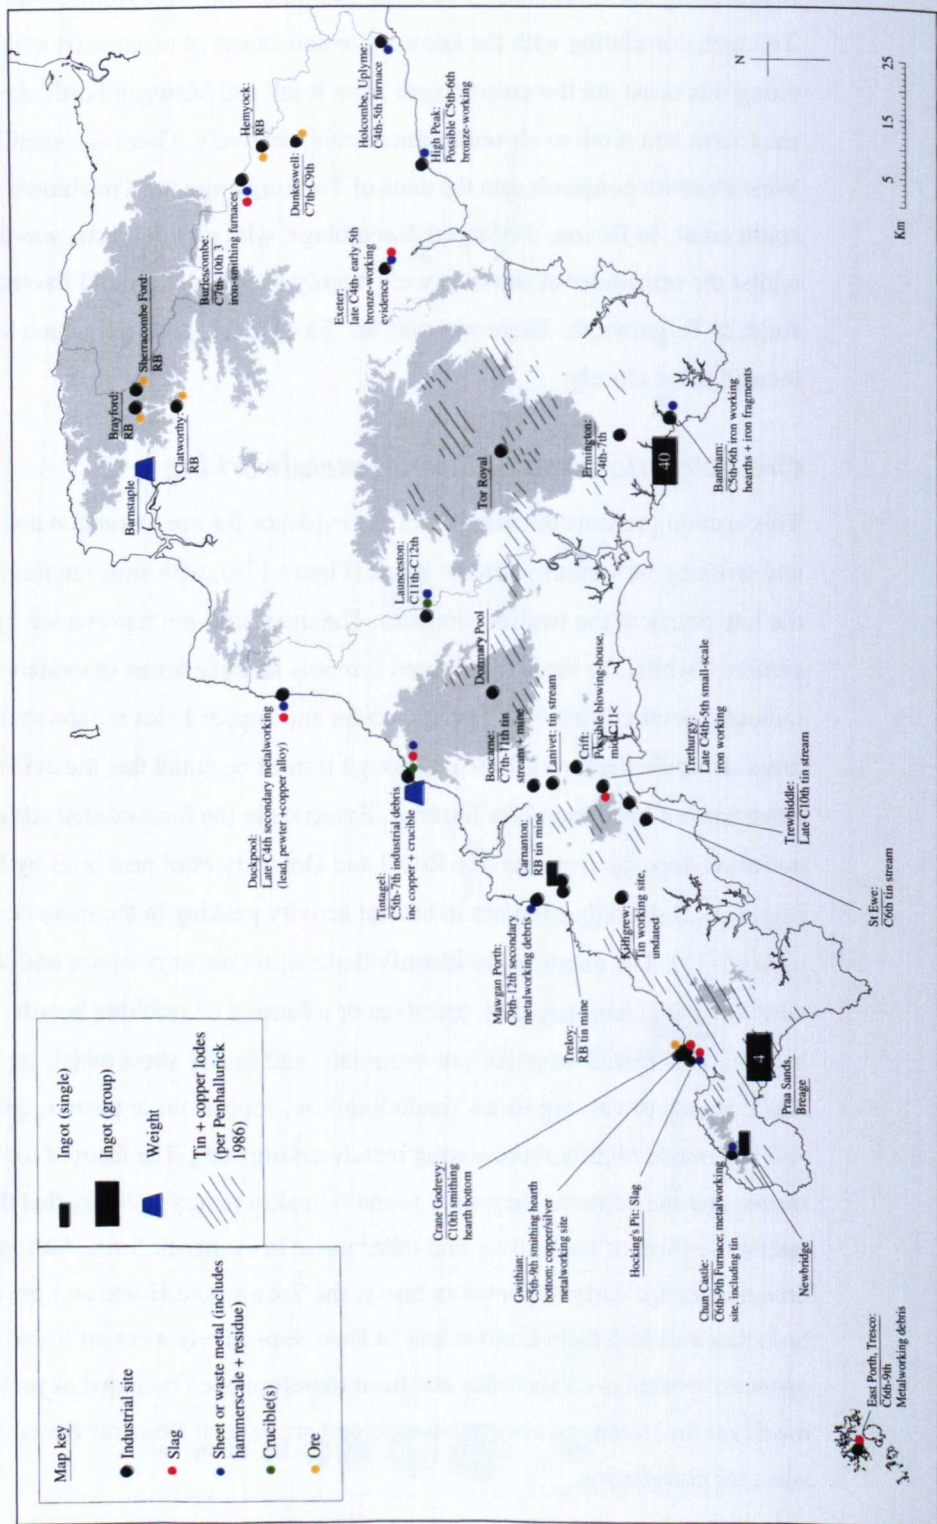 Map key
Industrial site
Slag
Sheet or waste metal (includes
hammerscale + residue)
Crucible(s)
Ore
Ingot (single)
Ingot (group)
Weight
Tin + copper lodes
(per Penhallurick
1986)
Barnstaple
Brayford:
RB
Sherracombe Ford:
RB
Clatworthy:
RB
Burlescombe:
C7th-10th 3
iron smithing furnaces
Hemyock:
RB
Dunkeswell:
C7th-C9th
Holcombe, Uplyme:
C4th-5th furnace
High Peak:
Possible C5th-6th
bronze-working
Exeter:
late C4th- early 5th
bronze-working
evidence
Duckpool:
Late C4th secondary metalworking
(lead, pewter +copper alloy)
Tintagel:
C5th-7th industrial debris
inc copper crucible
Launceston:
C11th-C12th
Tor Royal
Ermington:
C4th-7th
40
Bantham:
C5th-6th iron working
hearths + iron fragments
Dozmary Pool
Boscarne:
C7th-11th tin
streaming site
Lanivet: tin stream
Crift:
Possible blowing-house,
mid C11<
Carnanton:
RB tin mine
Mawgan Porth:
C9th-12th secondary
metalworking debris
Treloy:
RB tin mine
Killigrew:
Tin working site,
undated
Trethurgy:
Late C4th-5th small-scale
iron working
Trewhiddle:
Late C10th tin stream
St Ewe:
C6th tin stream
Crane Godrevy:
C10th smithing
hearth bottom
Gwithian:
C5th-9th smithing hearth
bottom; copper/silver
metalworking site
Hocking's Pit: Slag
Chun Castle:
C6th-9th Furnace; metalworking
site, including tin
Newbridge
4
Praa Sands,
Breage
East Porth, Tresco:
C6th-9th
Metalworking debris
N
Km
5
15
25